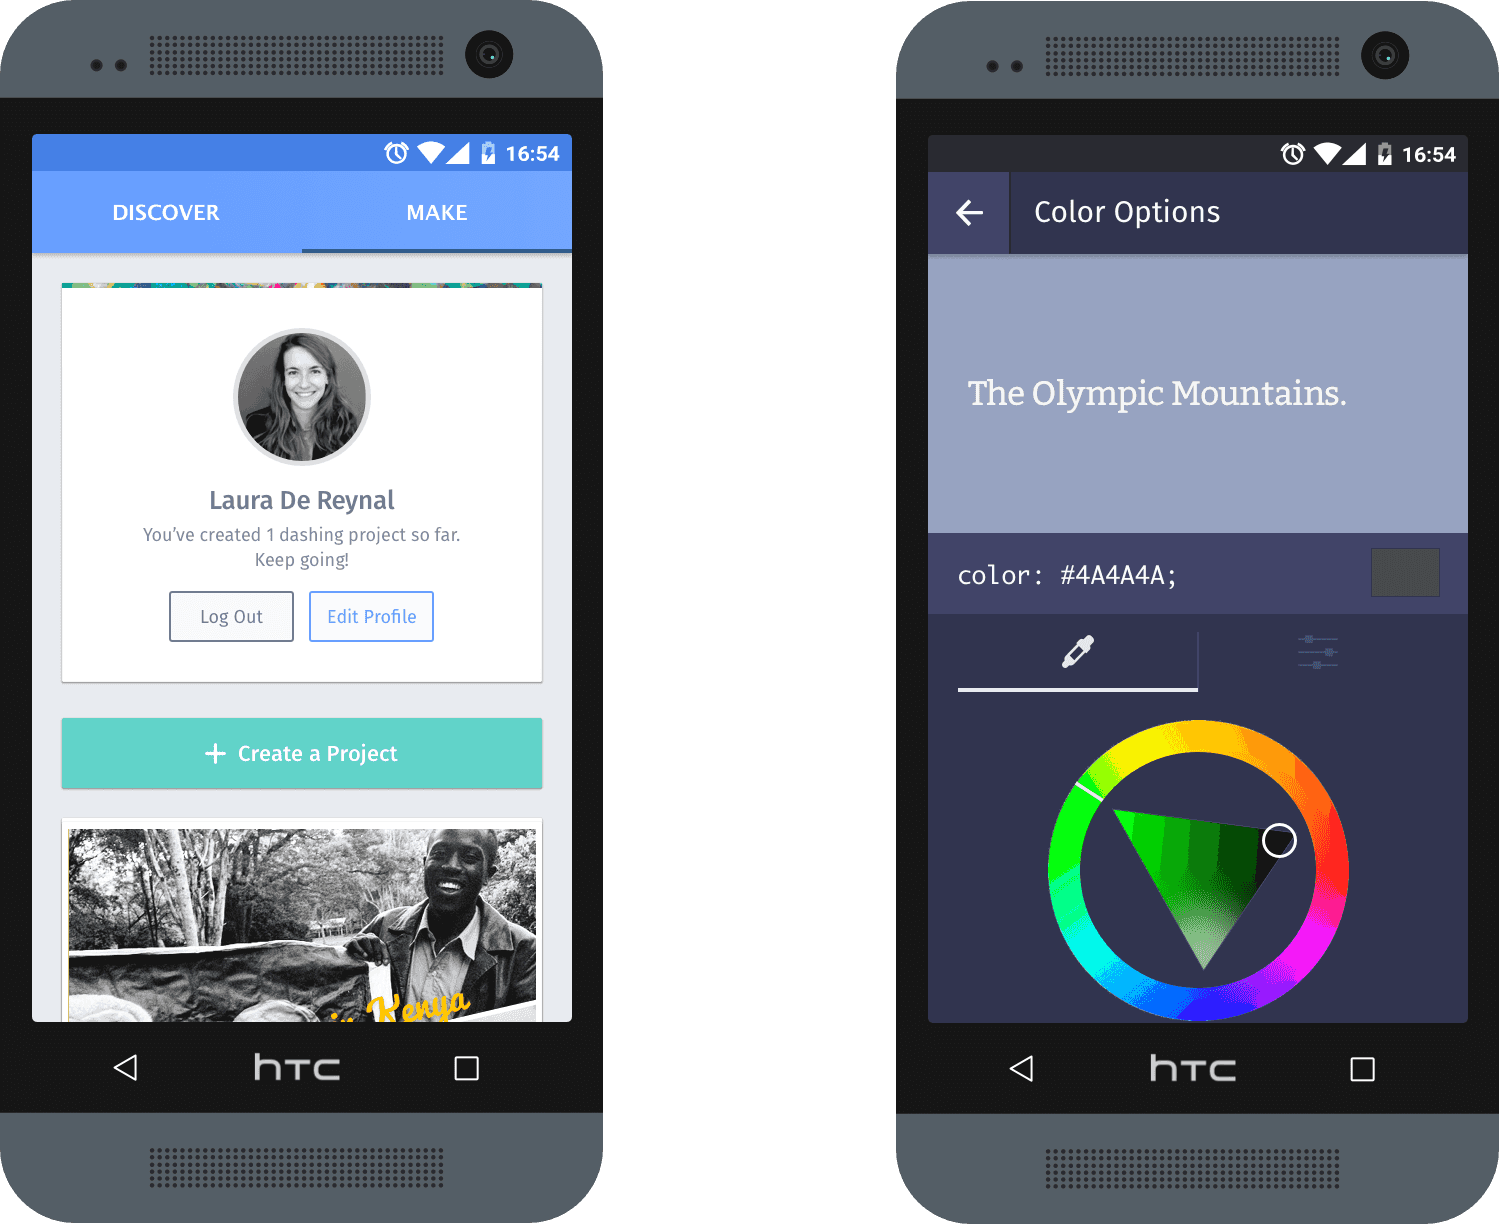 16:54
DISCOVER
MAKE
Laura De Reynal
You’ve created 1 dashing project so far.
Keep going!
Log Out
Edit Profile
+ Create a Project
in Kenya
hTC
16:54
Color Options
The Olympic Mountains.
color: #4A4A4A;
hTC